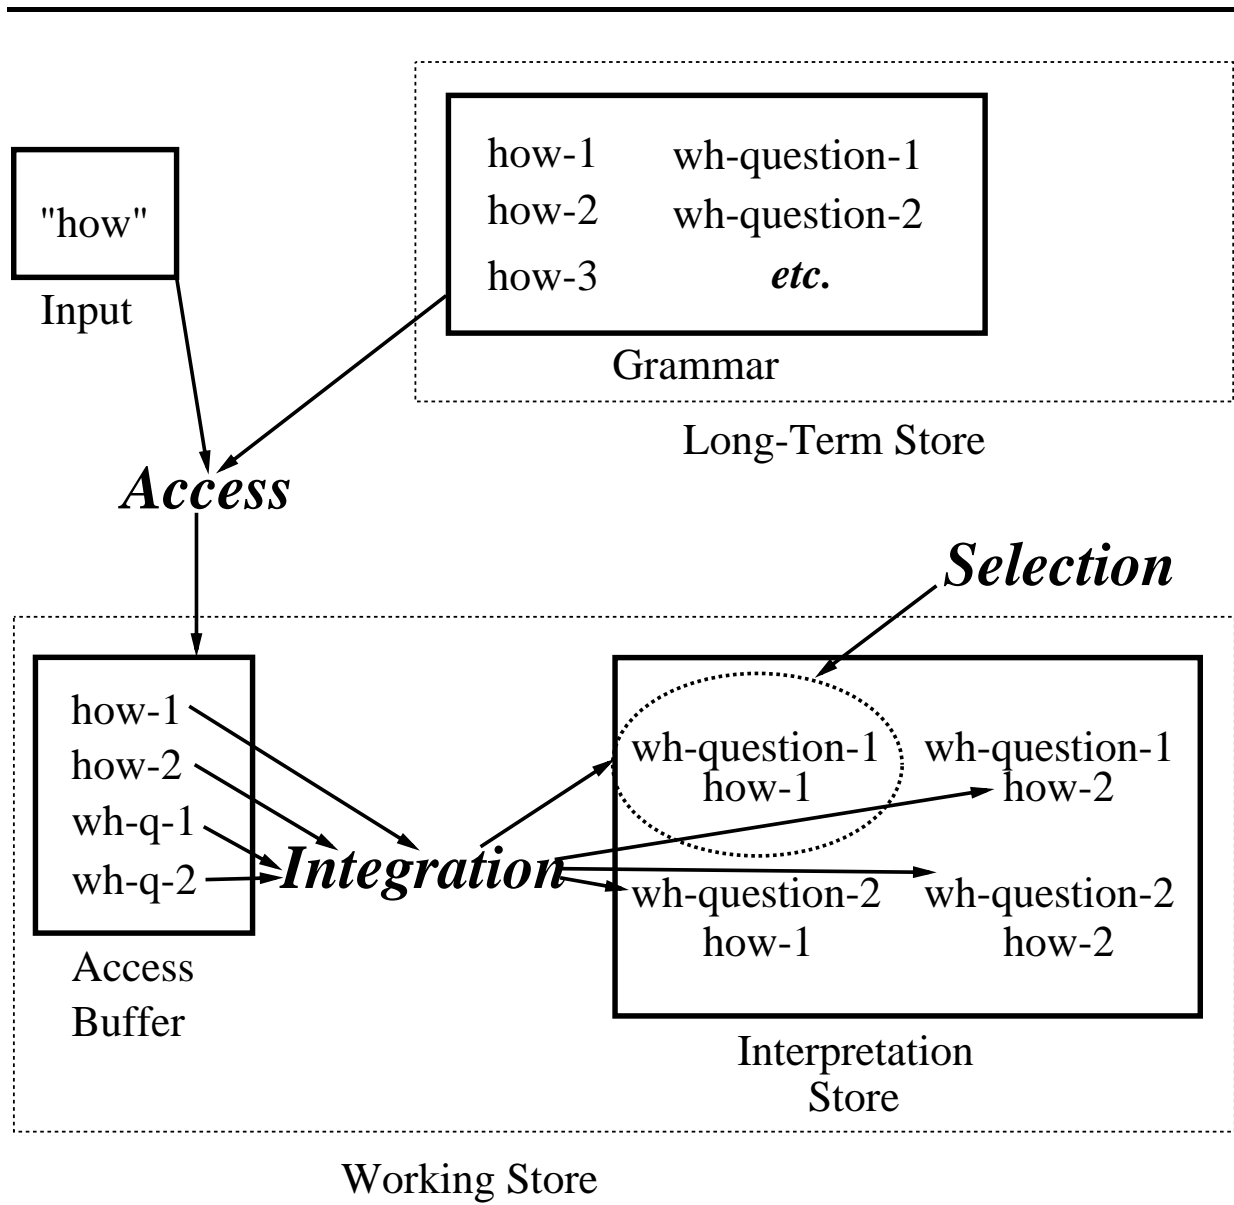 "how"
Input
how-1
wh-question-1
how-2
wh-question-2
how-3
etc.
Grammar
Long-Term Store
Access
Selection
how-1
how-2
wh-q-1
wh-q-2
Access
Buffer
Integration
wh-question-1
how-1
wh-question-1
how-2
wh-question-2
how-1
wh-question-2
how-2
Interpretation
Store
Working Store